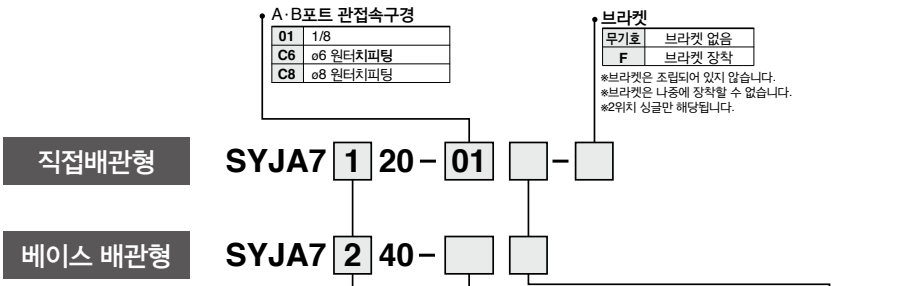 A·B포트 관접속구경
01 1/8
C6 ø6 원터치피팅
C8 ø8 원터치피팅
브라켓
무기호 브라켓 없음
F 브라켓 장착
※브라켓은 조립되어 있지 않습니다.
※브라켓은 나중에 장착할 수 없습니다.
※2위치 싱글만 해당됩니다.
직접배관형 SYJA7 1 20 – 01 –
베이스 배관형 SYJA7 2 40 –